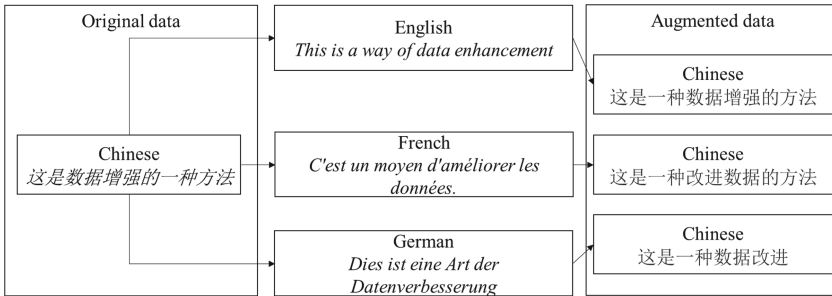 Original data
Chinese
这是数据增强的一种方法
English
This is a way of data enhancement
French
C'est un moyen d'améliorer les
données.
German
Dies ist eine Art der
Datenverbesserung
Augmented data
Chinese
这是一种数据增强的方法
Chinese
这是一种改进数据的方法
Chinese
这是一种数据改进